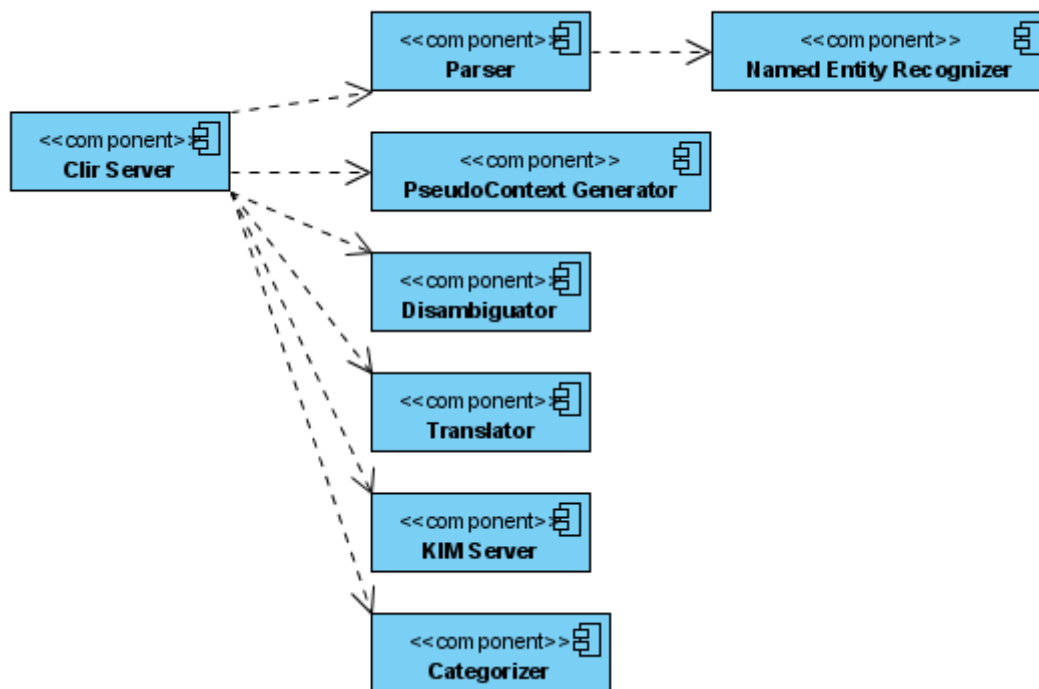 <<component>>
Parser
<<component>>
Named Entity Recognizer
<<component>>
Clir Server
<<component>>
PseudoContext Generator
<<component>>
Disambiguator
<<component>>
Translator
<<component>>
KIM Server
<<component>>
Categorizer